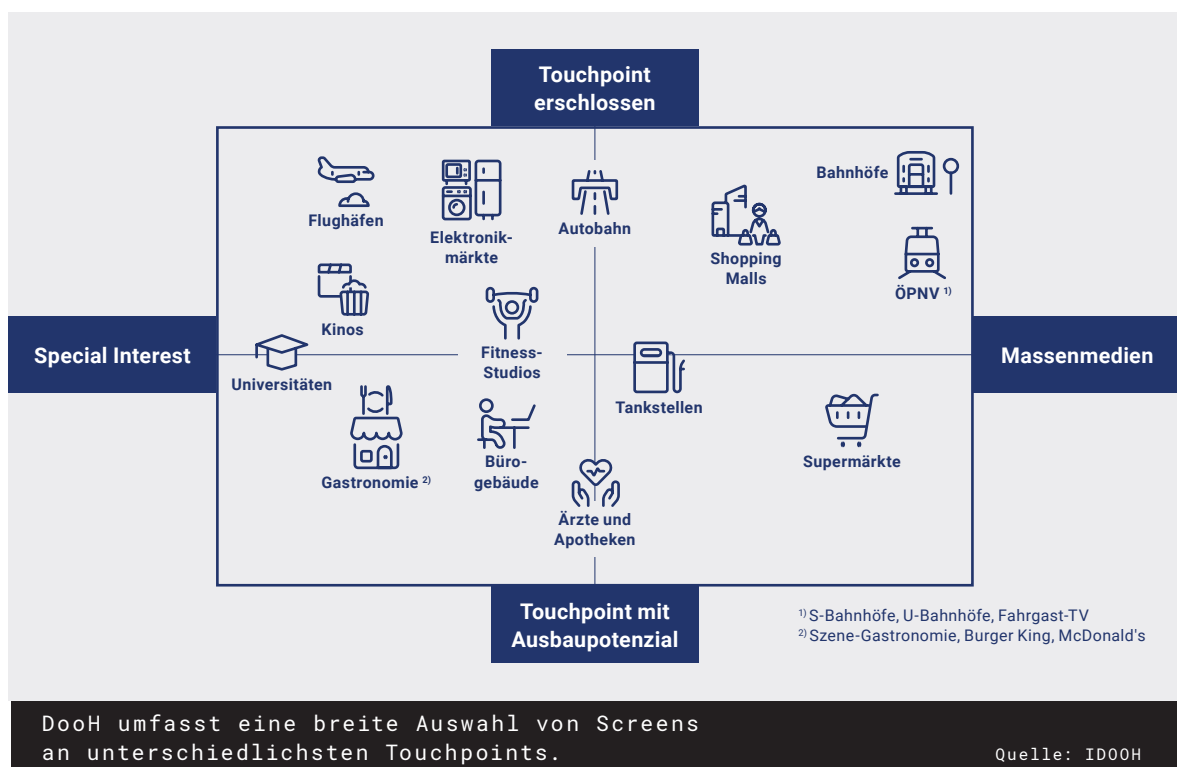 Touchpoint
erschlossen
Bahnhöfe
Flughäfen
Elektronik-
märkte
Autobahn
Shopping
Malls
ÖPNV ¹⁾
Kinos
Special Interest
Massenmedien
Universitäten
Fitness-
Studios
Tankstellen
Gastronomie ²⁾
Büro-
gebäude
Supermärkte
Ärzte und
Apotheken
Touchpoint mit
Ausbaupotenzial
¹⁾ S-Bahnhöfe, U-Bahnhöfe, Fahrgast-TV
²⁾ Szene-Gastronomie, Burger King, McDonald's
DooH umfasst eine breite Auswahl von Screens
an unterschiedlichsten Touchpoints.
Quelle: IDOOH